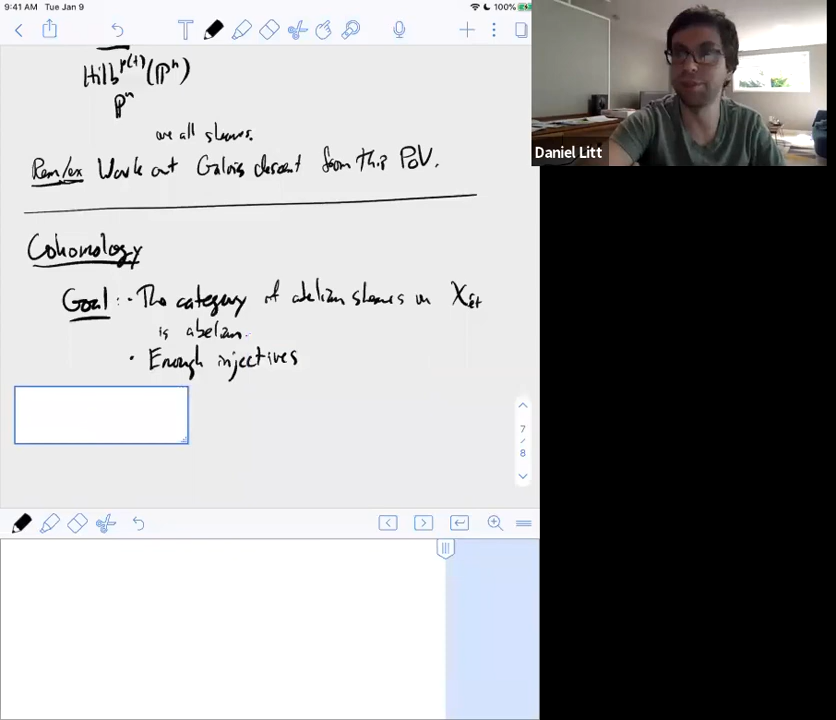 9:41 AM Tue Jan 9
100%
Hilb^p(t) (ℙ^n)
ℙ^n
are all sheaves.
Rem/ex Work out Galois descent from this PoV.
Cohomology
Goal: · The category of abelian sheaves on X_ét
is abelian.
· Enough injectives
7
/
8
Daniel Litt